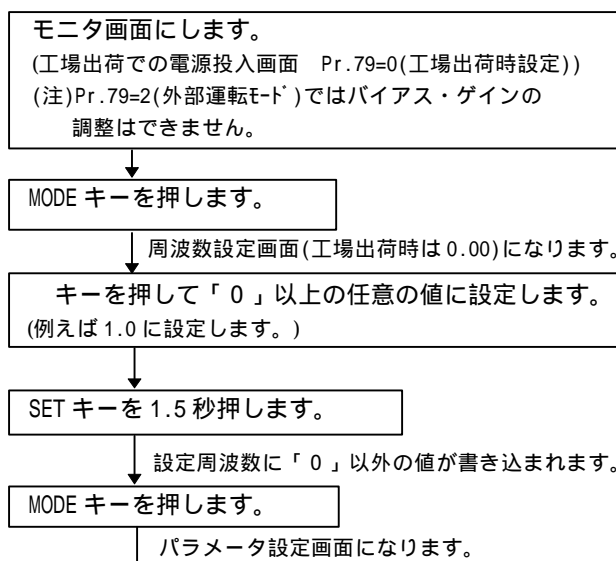 モニタ画面にします。
(工場出荷での電源投入画面　Pr.79=0(工場出荷時設定))
(注)Pr.79=2(外部運転ﾓｰﾄﾞ)ではバイアス・ゲインの
調整はできません。
MODE キーを押します。
周波数設定画面(工場出荷時は0.00)になります。
キーを押して「０」以上の任意の値に設定します。
(例えば1.0に設定します。)
SET キーを1.5秒押します。
設定周波数に「０」以外の値が書き込まれます。
MODE キーを押します。
パラメータ設定画面になります。